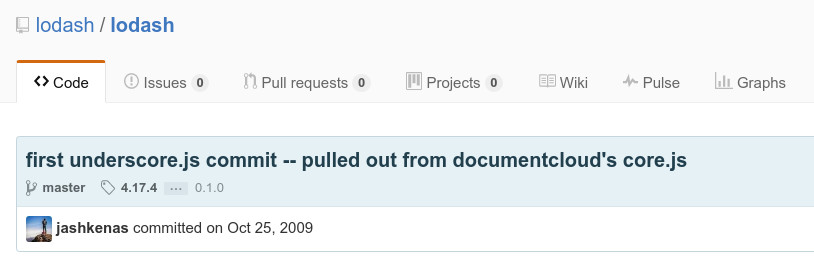 lodash / lodash
Code Issues 0 Pull requests 0 Projects 0 Wiki Pulse Graphs
first underscore.js commit -- pulled out from documentcloud's core.js
master 4.17.4 ... 0.1.0
jashkenas committed on Oct 25, 2009